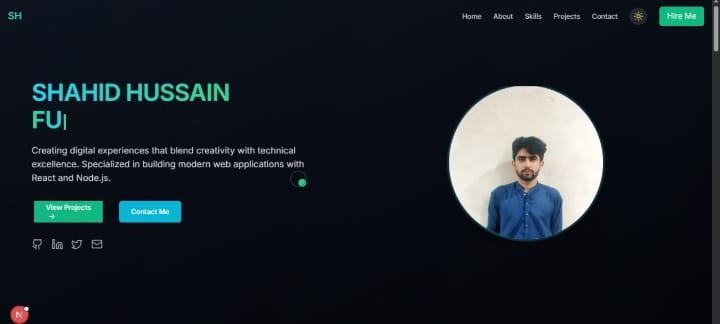 SH
Home About Skills Projects Contact Hire Me
SHAHID HUSSAIN
FU
Creating digital experiences that blend creativity with technical
excellence. Specialized in building modern web applications with
React and Node.js.
View Projects
→
Contact Me
N